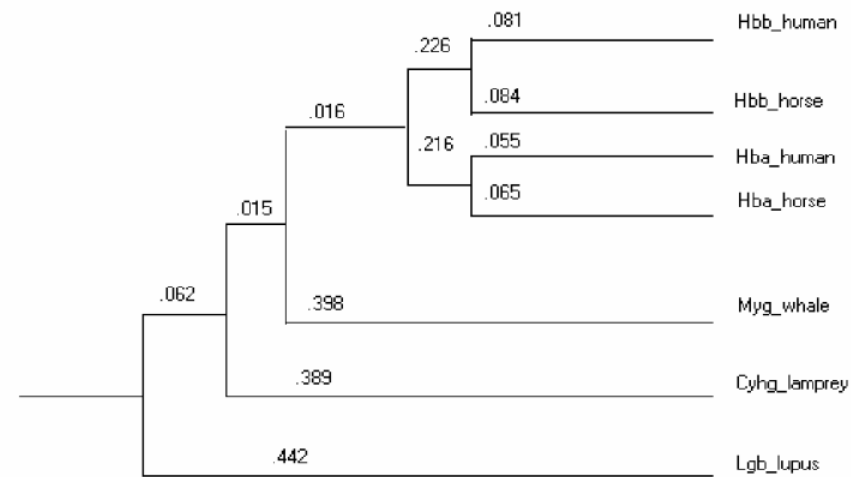 .081
Hbb_human
.226
.084
Hbb_horse
.016
.216
.055
Hba_human
.065
Hba_horse
.015
.062
.398
Myg_whale
.389
Cyhg_lamprey
.442
Lgb_lupus